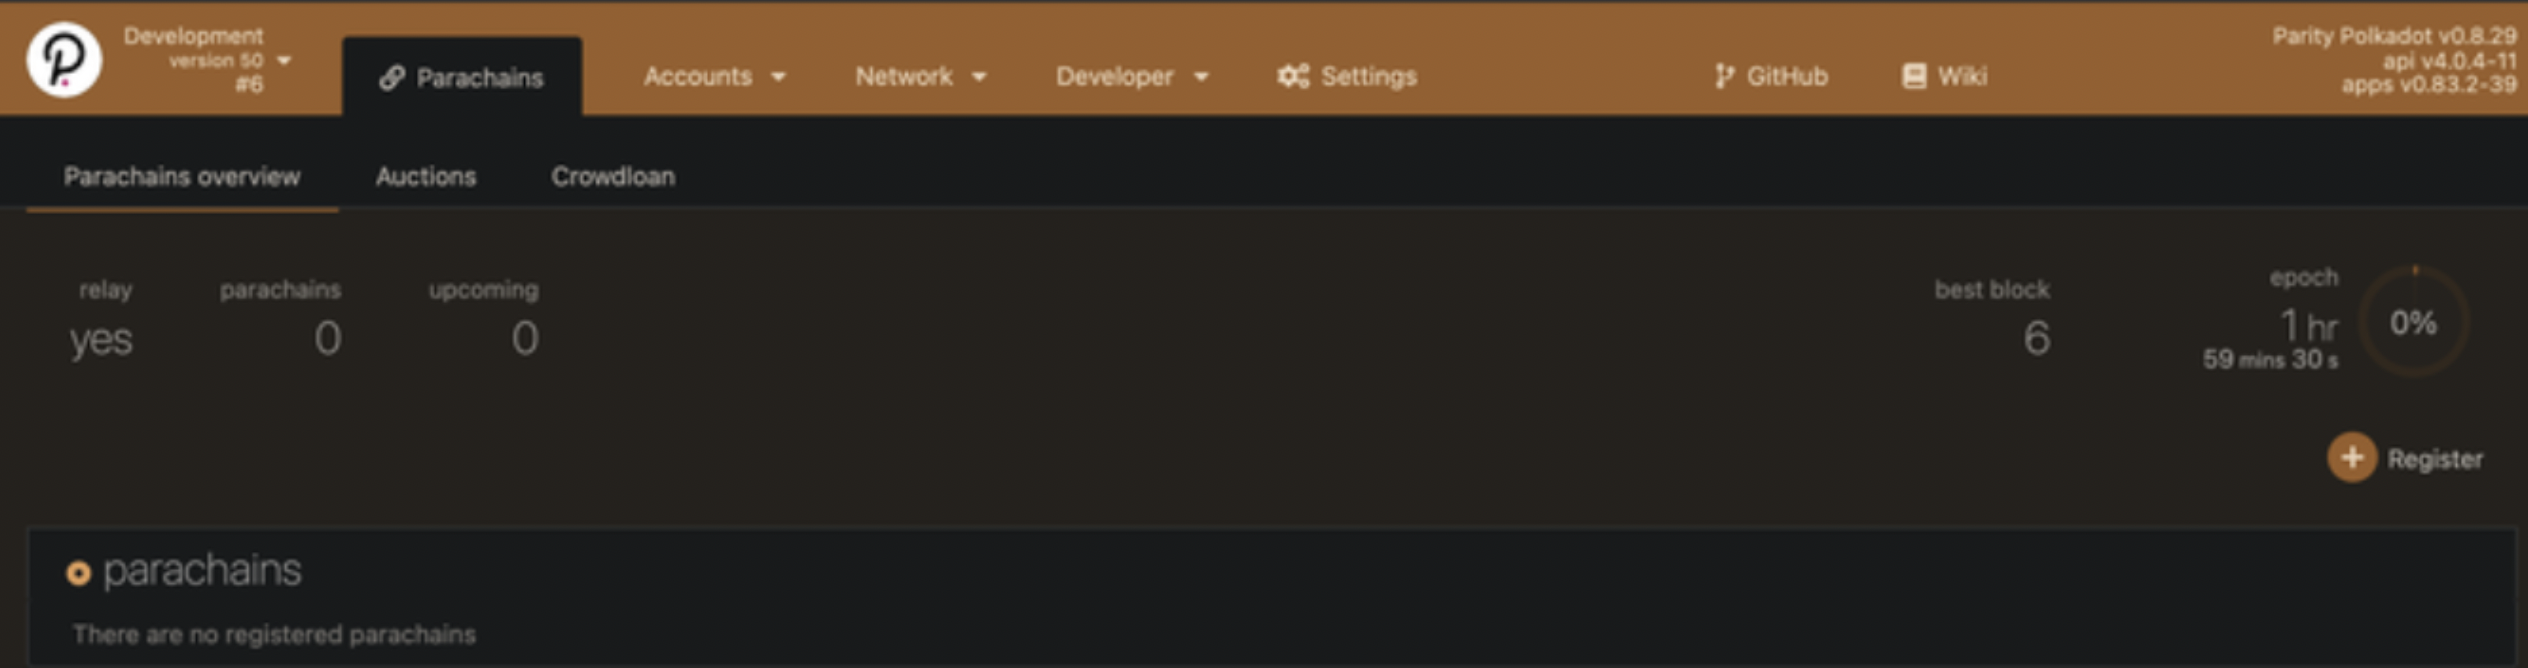 Development
version 50
#6
Parachains
Accounts
Network
Developer
Settings
GitHub
Wiki
Parity Polkadot v0.8.29
api v4.0.4-11
apps v0.83.2-39
Parachains overview
Auctions
Crowdloan
relay
yes
parachains
0
upcoming
0
best block
6
epoch
1 hr
59 mins 30 s
0%
Register
parachains
There are no registered parachains